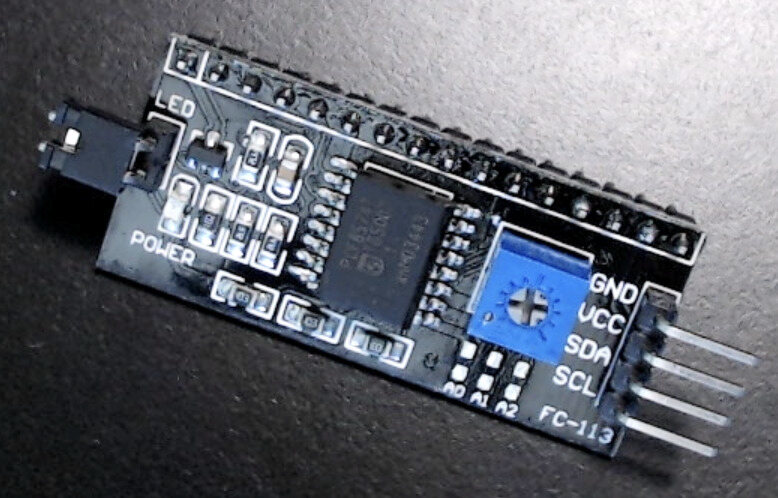 LED
POWER
GND
VCC
SDA
SCL
A0 A1 A2
FC-113